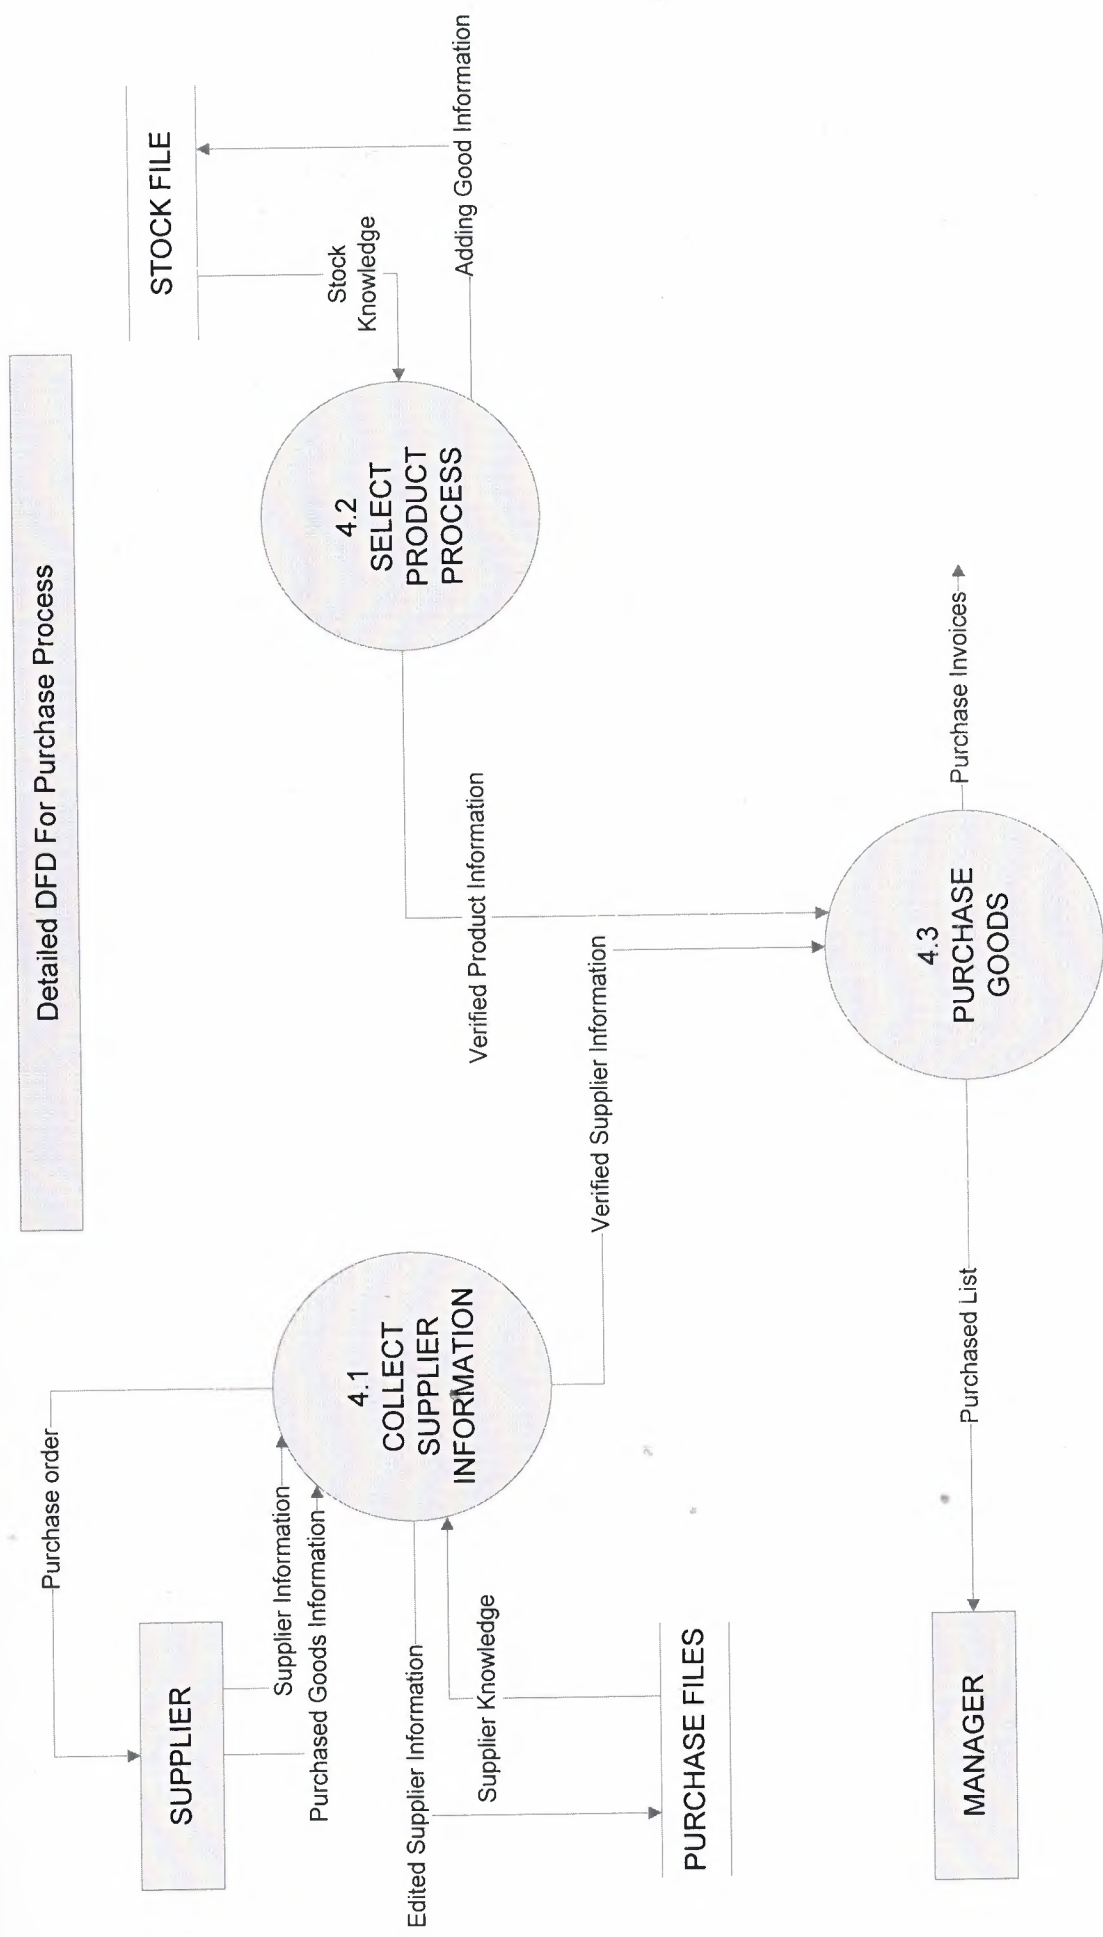 Detailed DFD For Purchase Process
Purchase order
SUPPLIER
STOCK FILE
Supplier Information
Purchased Goods Information
Stock
Knowledge
4.1
COLLECT
SUPPLIER
INFORMATION
4.2
SELECT
PRODUCT
PROCESS
Adding Good Information
Edited Supplier Information
Supplier Knowledge
Verified Product Information
Verified Supplier Information
PURCHASE FILES
4.3
PURCHASE
GOODS
MANAGER
Purchased List
Purchase Invoices